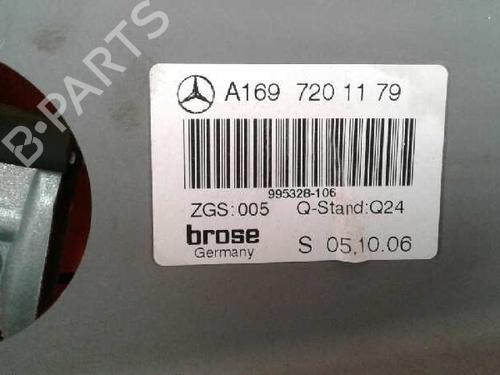 B-PARTS
A169 720 11 79
995328-106
ZGS:005 Q-Stand:Q24
brose
Germany
S 05.10.06